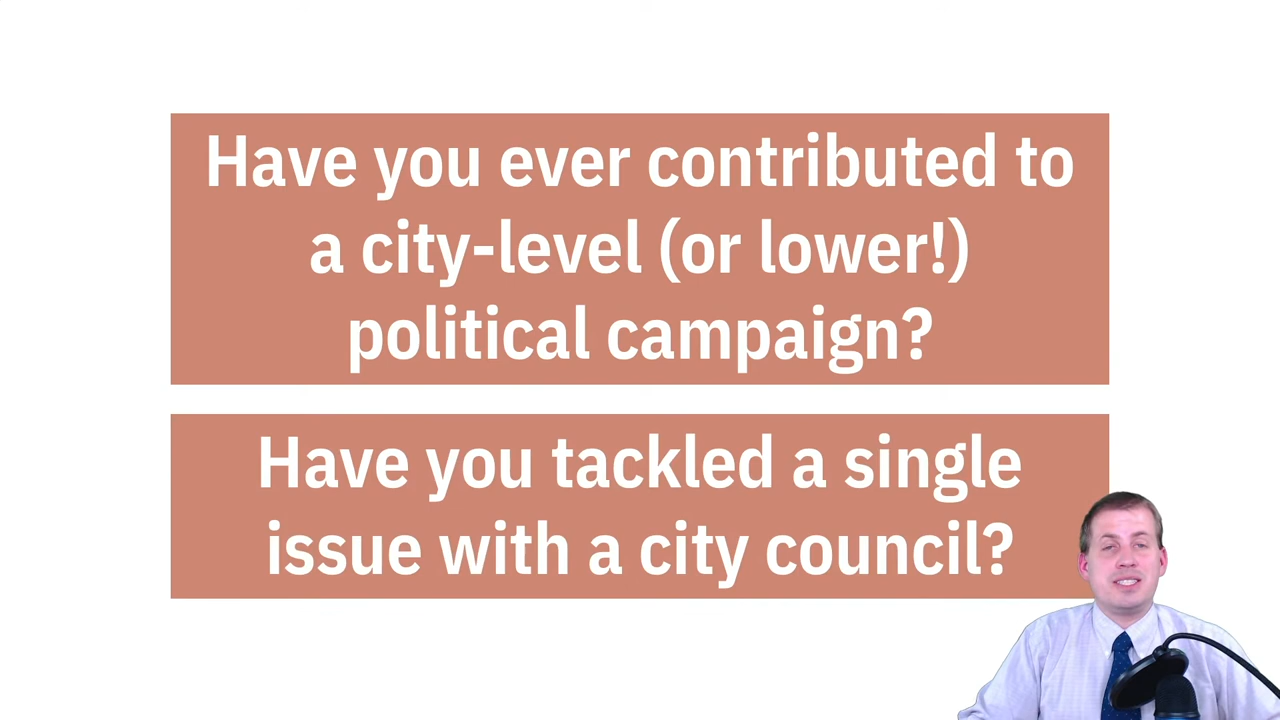 Have you ever contributed to
a city-level (or lower!)
political campaign?
Have you tackled a single
issue with a city council?